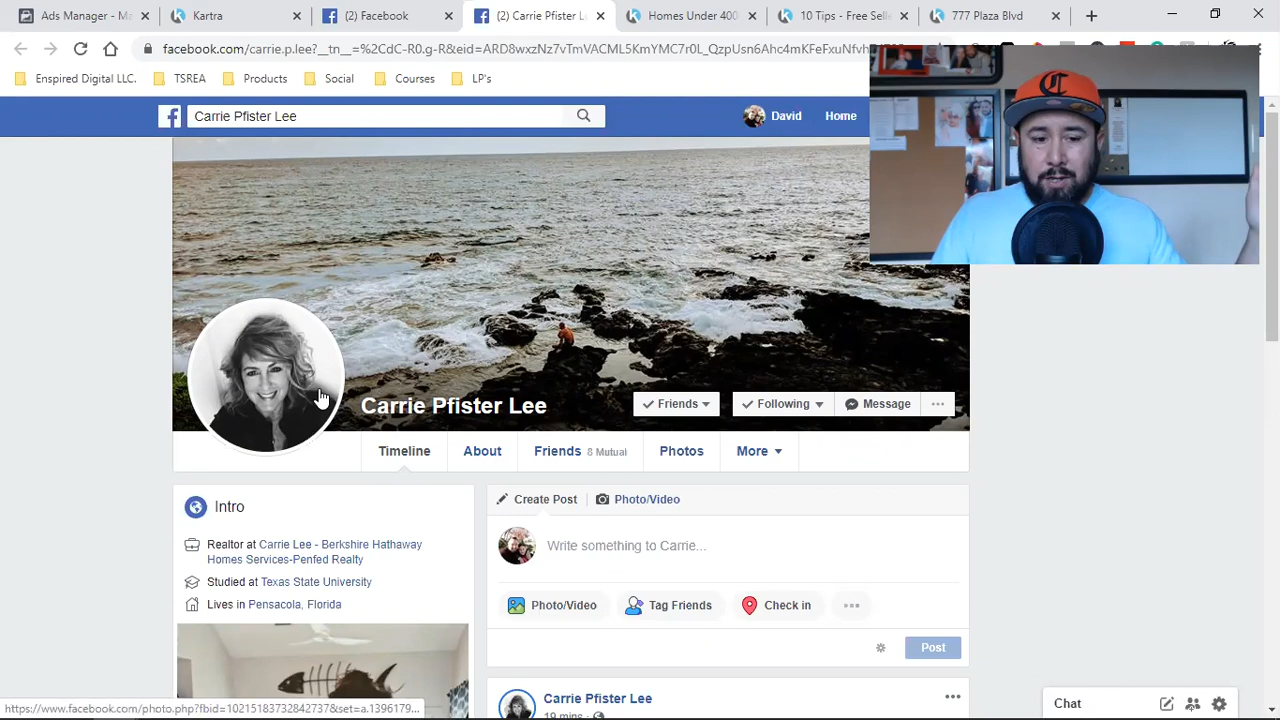 Ads Manager - Ma
Kartra
(2) Facebook
(2) Carrie Pfister L
Homes Under 400
10 Tips - Free Selle
777 Plaza Blvd
facebook.com/carrie.p.lee?__tn__=%2CdC-R0.g-R&eid=ARD8wxzNz7vTmVACML5KmYMC7r0L_QzpUsa6Ahc4mKFeFxuNfvh
Enspired Digital LLC.
TSREA
Products
Social
Courses
LP's
Carrie Pfister Lee
David
Home
Carrie Pfister Lee
Friends
Following
Message
Timeline
About
Friends 8 Mutual
Photos
More
Intro
Realtor at Carrie Lee - Berkshire Hathaway
Homes Services-Penfed Realty
Studied at Texas State University
Lives in Pensacola, Florida
Create Post
Photo/Video
Write something to Carrie...
Photo/Video
Tag Friends
Check in
Post
Carrie Pfister Lee
19 mins
https://www.facebook.com/photo.php?fbid=10215183732842737&set=a.1396179...
Chat